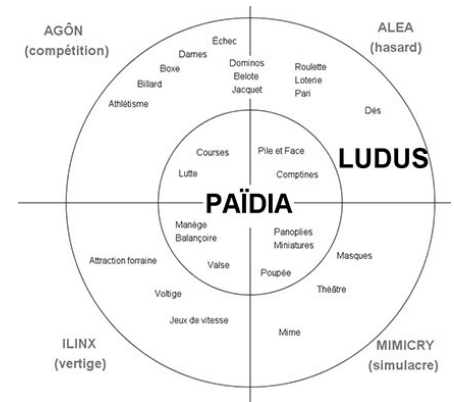 AGÔN
(compétition)
ALEA
(hasard)
Échec
Dames
Boxe
Billard
Athlétisme
Dominos
Belote
Jacquet
Roulette
Loterie
Pari
Dés
LUDUS
Courses
Lutte
Pile et Face
Comptines
PAÏDIA
Manège
Balançoire
Valse
Panoplies
Miniatures
Poupée
Attraction forraine
Voltige
Jeux de vitesse
Masques
Théâtre
Mime
ILINX
(vertige)
MIMICRY
(simulacre)